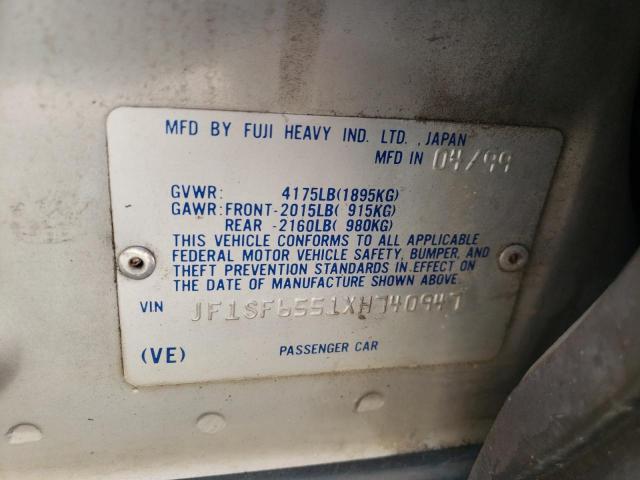 MFD BY FUJI HEAVY IND. LTD. , JAPAN
MFD IN 04/99
GVWR: 4175LB(1895KG)
GAWR: FRONT-2015LB( 915KG)
REAR -2160LB( 980KG)
THIS VEHICLE CONFORMS TO ALL APPLICABLE
FEDERAL MOTOR VEHICLE SAFETY, BUMPER, AND
THEFT PREVENTION STANDARDS IN EFFECT ON
THE DATE OF MANUFACTURE SHOWN ABOVE.
VIN JF1SF6551XH740947
(VE) PASSENGER CAR